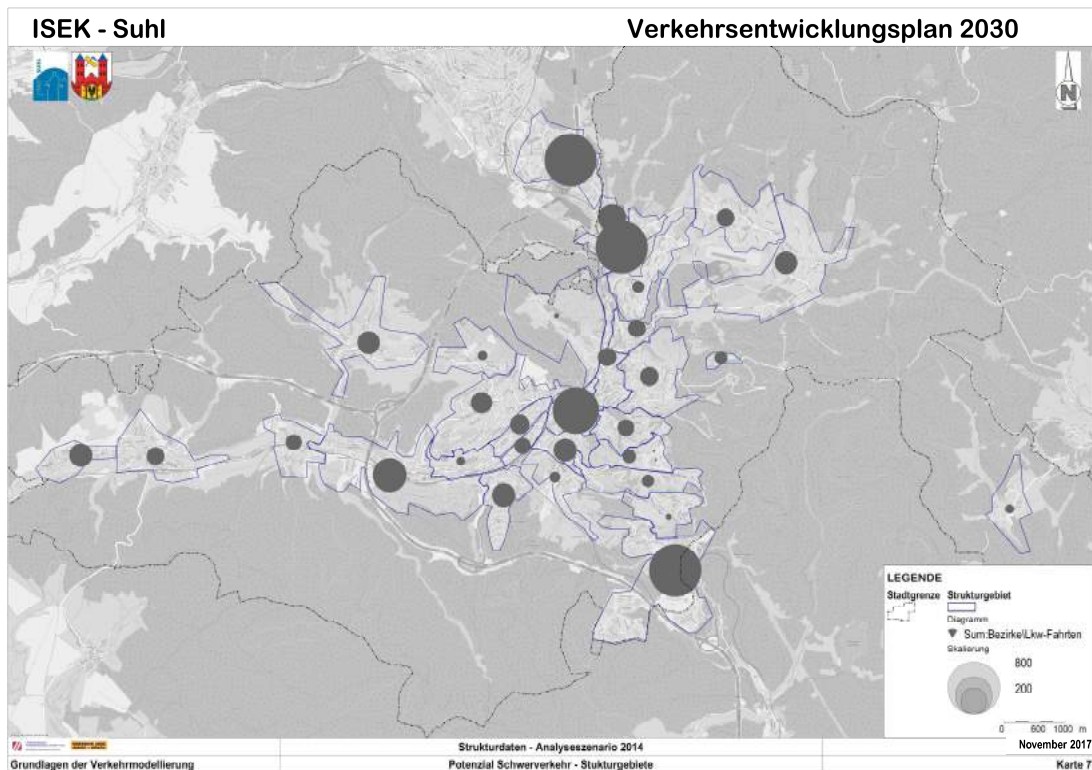 ISEK - Suhl
Verkehrsentwicklungsplan 2030
N
LEGENDE
Stadtgrenze Strukturgebiet
Diagramm
Sum:Bezirke\Lkw-Fahrten
Skalierung
800
200
0 600 1000 m
Strukturdaten - Analyseszenario 2014
November 2017
Grundlagen der Verkehrmodellierung
Potenzial Schwerverkehr - Stukturgebiete
Karte 7